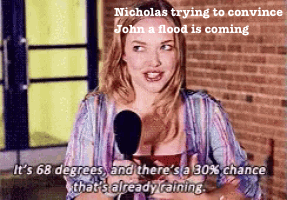 Nicholas trying to convince
John a flood is coming
It's 68 degrees, and there's a 30% chance
that's already raining.